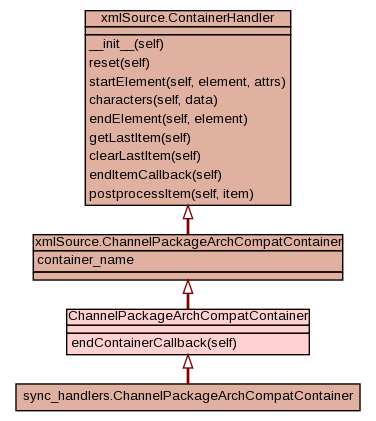 xmlSource.ContainerHandler
__init__(self)
reset(self)
startElement(self, element, attrs)
characters(self, data)
endElement(self, element)
getLastItem(self)
clearLastItem(self)
endItemCallback(self)
postprocessItem(self, item)
xmlSource.ChannelPackageArchCompatContainer
container_name
ChannelPackageArchCompatContainer
endContainerCallback(self)
sync_handlers.ChannelPackageArchCompatContainer